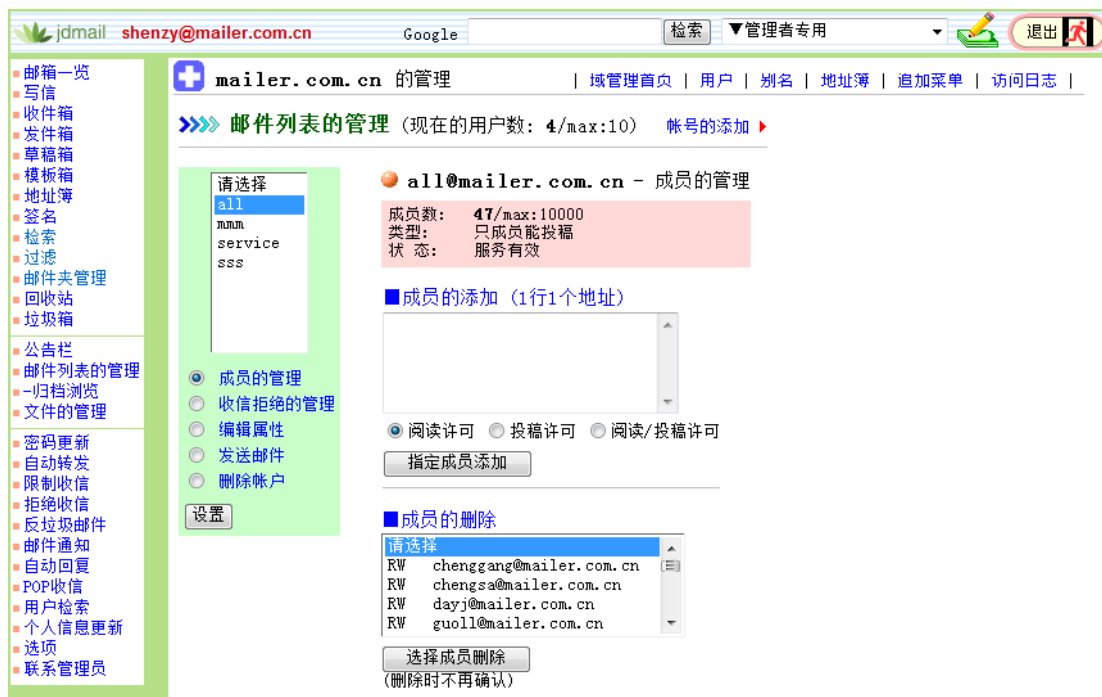 jdmail shenzy@mailer.com.cn Google 检索 ▼管理者专用 退出
邮箱一览
写信
收件箱
发件箱
草稿箱
模板箱
地址簿
签名
检索
过滤
邮件夹管理
回收站
垃圾箱
公告栏
邮件列表的管理
-归档浏览
文件的管理
密码更新
自动转发
限制收信
拒绝收信
反垃圾邮件
邮件通知
自动回复
POP收信
用户检索
个人信息更新
选项
联系管理员
mailer.com.cn 的管理 | 域管理首页 | 用户 | 别名 | 地址簿 | 追加菜单 | 访问日志 |
邮件列表的管理 (现在的用户数: 4/max:10) 帐号的添加
请选择
all
mmm
service
sss
成员的管理
收信拒绝的管理
编辑属性
发送邮件
删除帐户
设置
all@mailer.com.cn - 成员的管理
成员数: 47/max:10000
类型: 只成员能投稿
状 态: 服务有效
■成员的添加 (1行1个地址)
阅读许可 投稿许可 阅读/投稿许可
指定成员添加
■成员的删除
请选择
RW chenggang@mailer.com.cn
RW chengsa@mailer.com.cn
RW dayj@mailer.com.cn
RW guoll@mailer.com.cn
选择成员删除
(删除时不再确认)